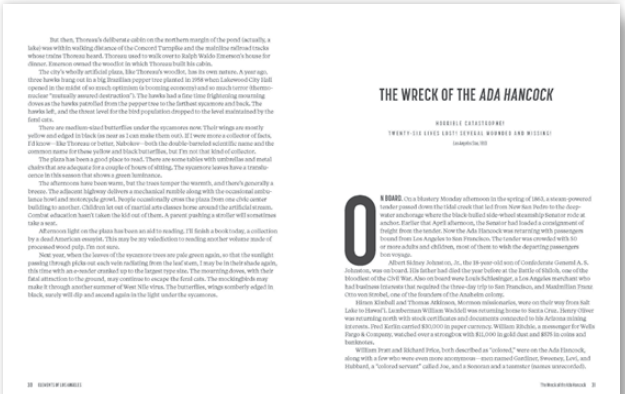 But then, Thoreau's deliberate cabin on the northern margin of the pond (actually, a
lake) was within walking distance of the Concord Turnpike and the mainline railroad tracks
whose trains Thoreau heard. Thoreau used to walk over to Ralph Waldo Emerson's house for
dinner. Emerson owned the woodlot in which Thoreau built his cabin.
The city's wholly artificial plaza, like Thoreau's woodlot, has its own nature. A year ago,
three hawks hung out in a big Brazilian pepper tree planted in 1958 when Lakewood City Hall
opened in the midst of so much optimism (a booming economy) and so much terror (thermo-
nuclear "mutually assured destruction"). The hawks had a fine time frightening mourning
doves as the hawks patrolled from the pepper tree to the farthest sycamore and back. The
hawks left, and the threat level for the bird population dropped to the level maintained by the
feral cats.
There are medium-sized butterflies under the sycamores now. Their wings are mostly
yellow and edged in black (as near as I can make them out). If I were more a collector of facts,
I'd know—like Thoreau or better, Nabokov—both the double-barreled scientific name and the
common name for these yellow and black butterflies, but I'm not that kind of collector.
The plaza has been a good place to read. There are some tables with umbrellas and metal
chairs that are adequate for a couple of hours of sitting. The sycamore leaves have a translu-
cence in this season that shows a green luminance.
The afternoons have been warm, but the trees temper the warmth, and there's generally a
breeze. The adjacent highway delivers a mechanical rumble along with the occasional ambu-
lance howl and motorcycle growl. People occasionally cross the plaza from one civic center
building to another. Children let out of martial arts classes horse around the artificial stream.
Combat education hasn't taken the kid out of them. A parent pushing a stroller will sometimes
take a seat.
Afternoon light on the plaza has been an aid to reading. I'll finish a book today, a collection
by a dead American essayist. This may be my valediction to reading another volume made of
processed wood pulp. I'm not sure.
Next year, when the leaves of the sycamore trees are pale green again, so that the sunlight
passing through picks out each vein radiating from the leaf stem, I may be in their shade again,
this time with an e-reader cranked up to the largest type size. The mourning doves, with their
fatal attraction to the ground, may continue to escape the feral cats. The mockingbirds may
make it through another summer of West Nile virus. The butterflies, wings somberly edged in
black, surely will dip and second again in the light under the sycamores.
30 ELEMENTS OF LOS ANGELES
THE WRECK OF THE ADA HANCOCK
HORRIBLE CATASTROPHE!
TWENTY-SIX LIVES LOST! SEVERAL WOUNDED AND MISSING!
Los Angeles Star, 1863
ON BOARD. On a blustery Monday afternoon in the spring of 1863, a steam-powered
tender passed down the tidal creek that led from New San Pedro to the deep-
water anchorage where the black-hulled side-wheel steamship Senator rode at
anchor. Earlier that April afternoon, the Senator had loaded a consignment of
freight from the tender. Now the Ada Hancock was returning with passengers
bound from Los Angeles to San Francisco. The tender was crowded with 50
or more adults and children, most of them to wish the departing passengers
bon voyage.
Albert Sidney Johnston, Jr., the 18-year-old son of Confederate General A. S.
Johnston, was on board. His father had died the year before at the Battle of Shiloh, one of the
bloodiest of the Civil War. Also on board were Louis Schlesinger, a Los Angeles merchant who
had business interests that required the three-day trip to San Francisco, and Maximilian Franz
Otto von Strobel, one of the founders of the Anaheim colony.
Hiram Kimball and Thomas Atkinson, Mormon missionaries, were on their way from Salt
Lake to Hawai'i. Lumberman William Waddell was returning home to Santa Cruz. Henry Oliver
was returning north with stock certificates and documents connected to his Arizona mining
interests. Fred Kerlin carried $30,000 in paper currency. William Ritchie, a messenger for Wells
Fargo & Company, watched over a strongbox with $11,000 in gold dust and $675 in coins and
banknotes.
William Bratt and Richard Price, both described as "colored," were on the Ada Hancock,
along with a few who were even more anonymous—men named Gortliner, Sweeney, Levi, and
Hubbard, a "colored servant" called Joe, and a Sonoran and a teamster (names unrecorded).
The Wreck of the Ada Hancock 31